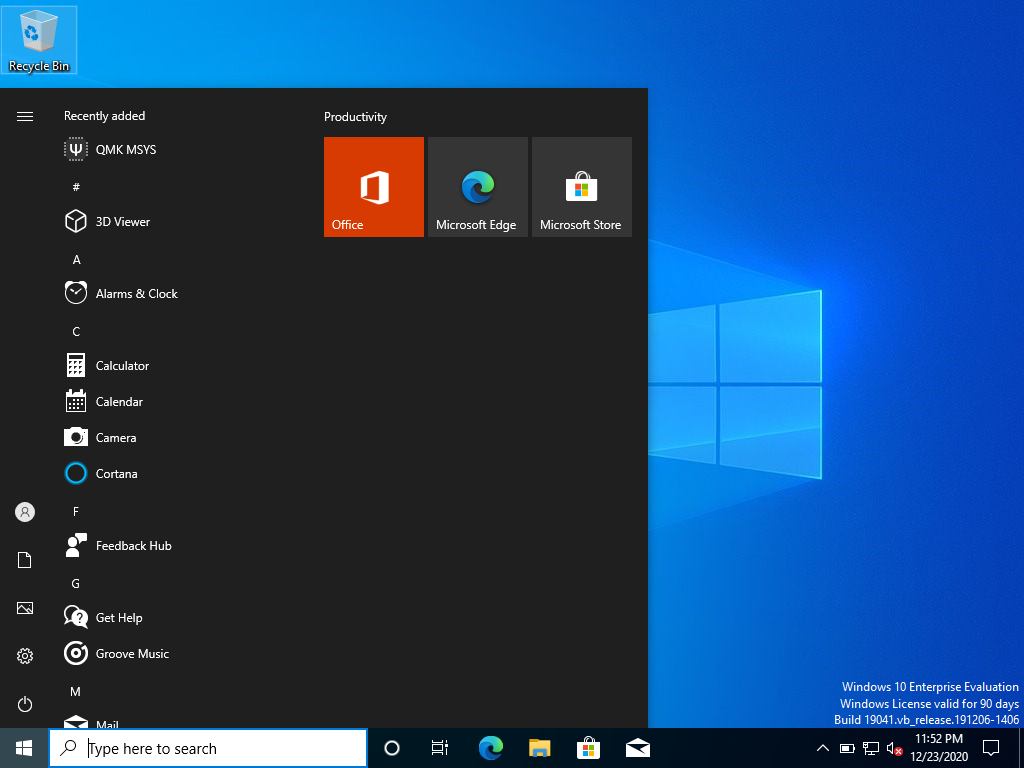 Recycle Bin
Recently added
QMK MSYS
#
3D Viewer
A
Alarms & Clock
C
Calculator
Calendar
Camera
Cortana
F
Feedback Hub
G
Get Help
Groove Music
M
Mail
Productivity
Office
Microsoft Edge
Microsoft Store
Windows 10 Enterprise Evaluation
Windows License valid for 90 days
Build 19041.vb_release.191206-1406
Type here to search
11:52 PM
12/23/2020